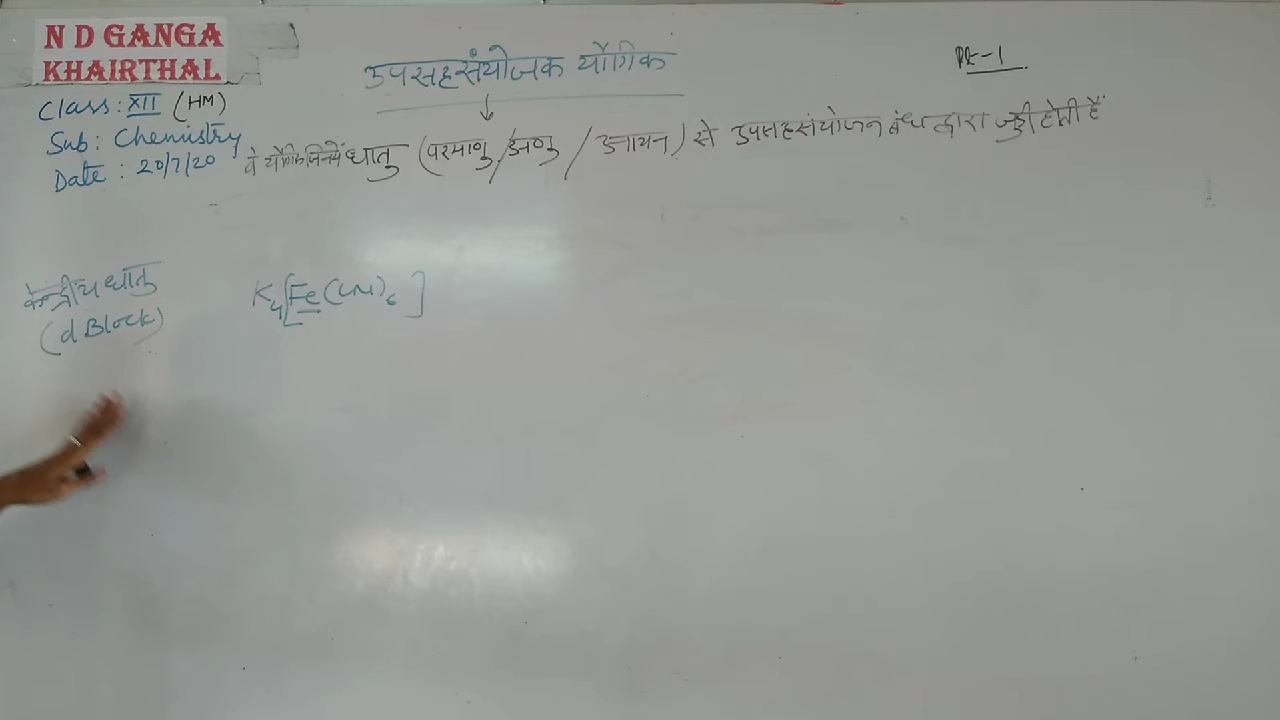 N D GANGA
KHAIRTHAL
उपसहसंयोजक यौगिक
Pt-1
Class: XII (HM)
Sub: Chemistry
Date: 20/7/20
वे यौगिक जिनमें धातु (परमाणु/अणु/आयन) से उपसहसंयोजन बंध द्वारा जुड़ी होती हैं
केन्द्रीय धातु
(d Block)
K4[Fe(CN)6]